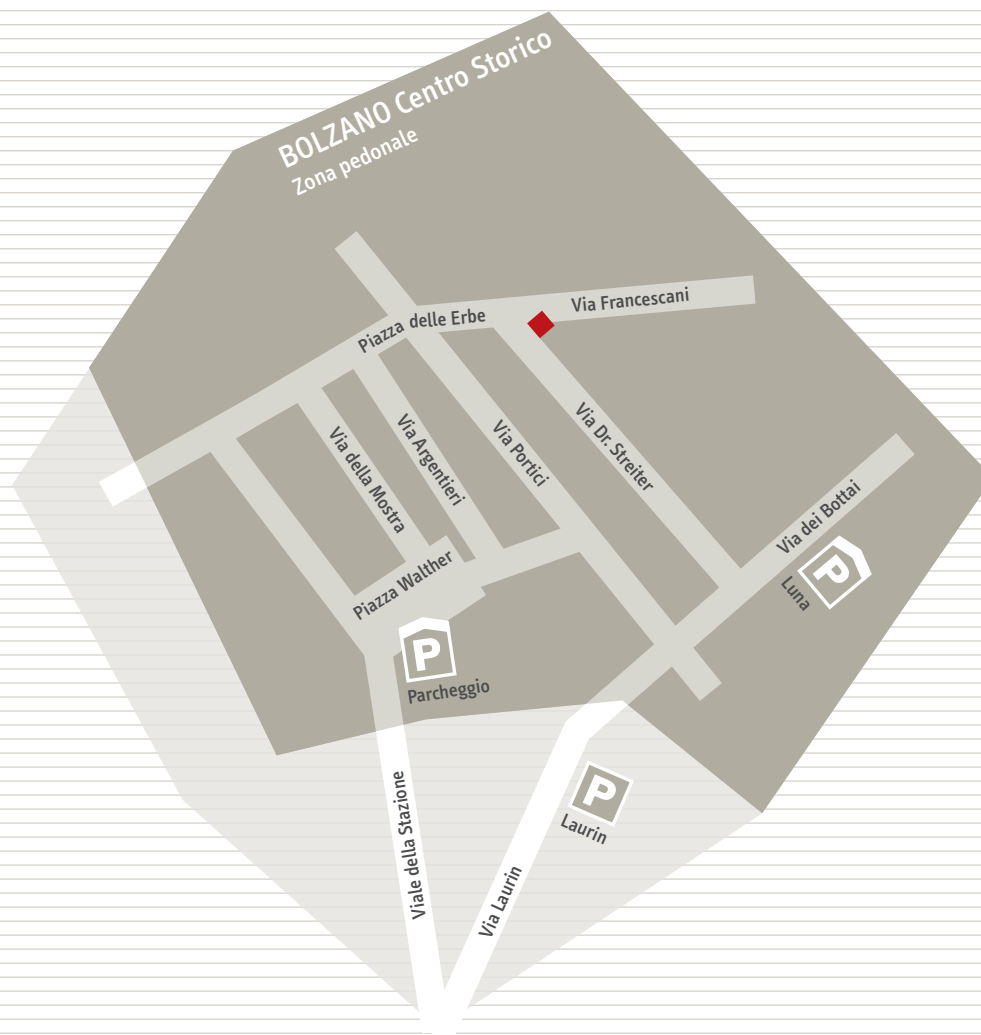 BOLZANO Centro Storico
Zona pedonale
Via Francescani
Piazza delle Erbe
Via Dr. Streiter
Via Portici
Via Argentieri
Via della Mostra
Via dei Bottai
P
Luna
Piazza Walther
P
Parcheggio
P
Laurin
Viale della Stazione
Via Laurin